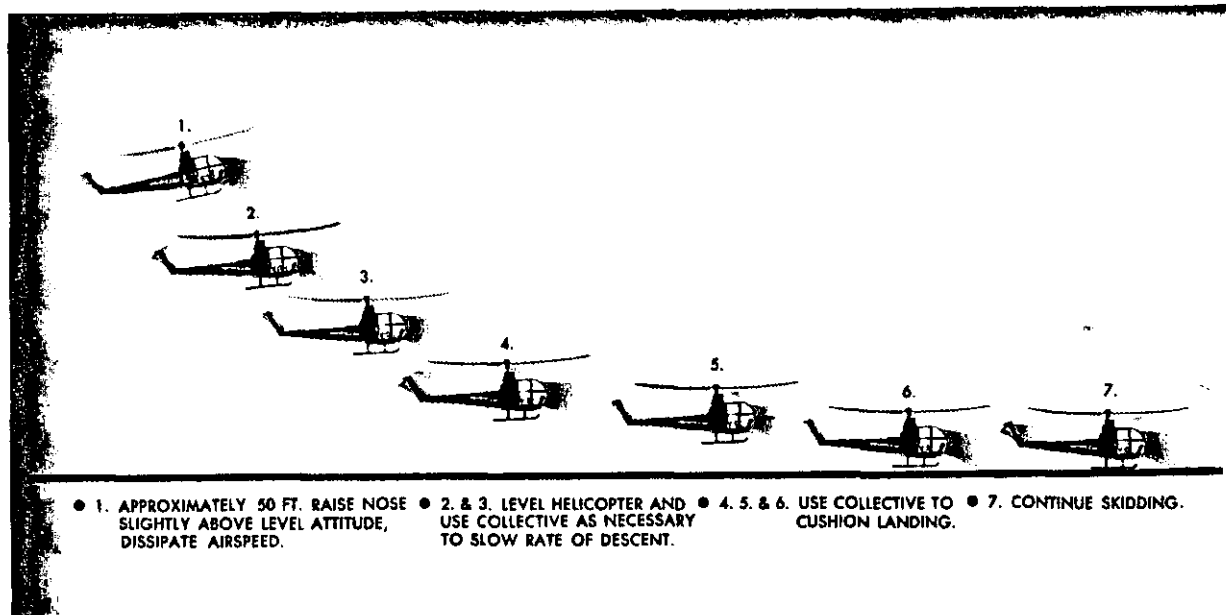 1.
2.
3.
4.
5.
6.
7.
● 1. APPROXIMATELY 50 FT. RAISE NOSE
SLIGHTLY ABOVE LEVEL ATTITUDE,
DISSIPATE AIRSPEED.
● 2. & 3. LEVEL HELICOPTER AND
USE COLLECTIVE AS NECESSARY
TO SLOW RATE OF DESCENT.
● 4. 5. & 6. USE COLLECTIVE TO
CUSHION LANDING.
● 7. CONTINUE SKIDDING.